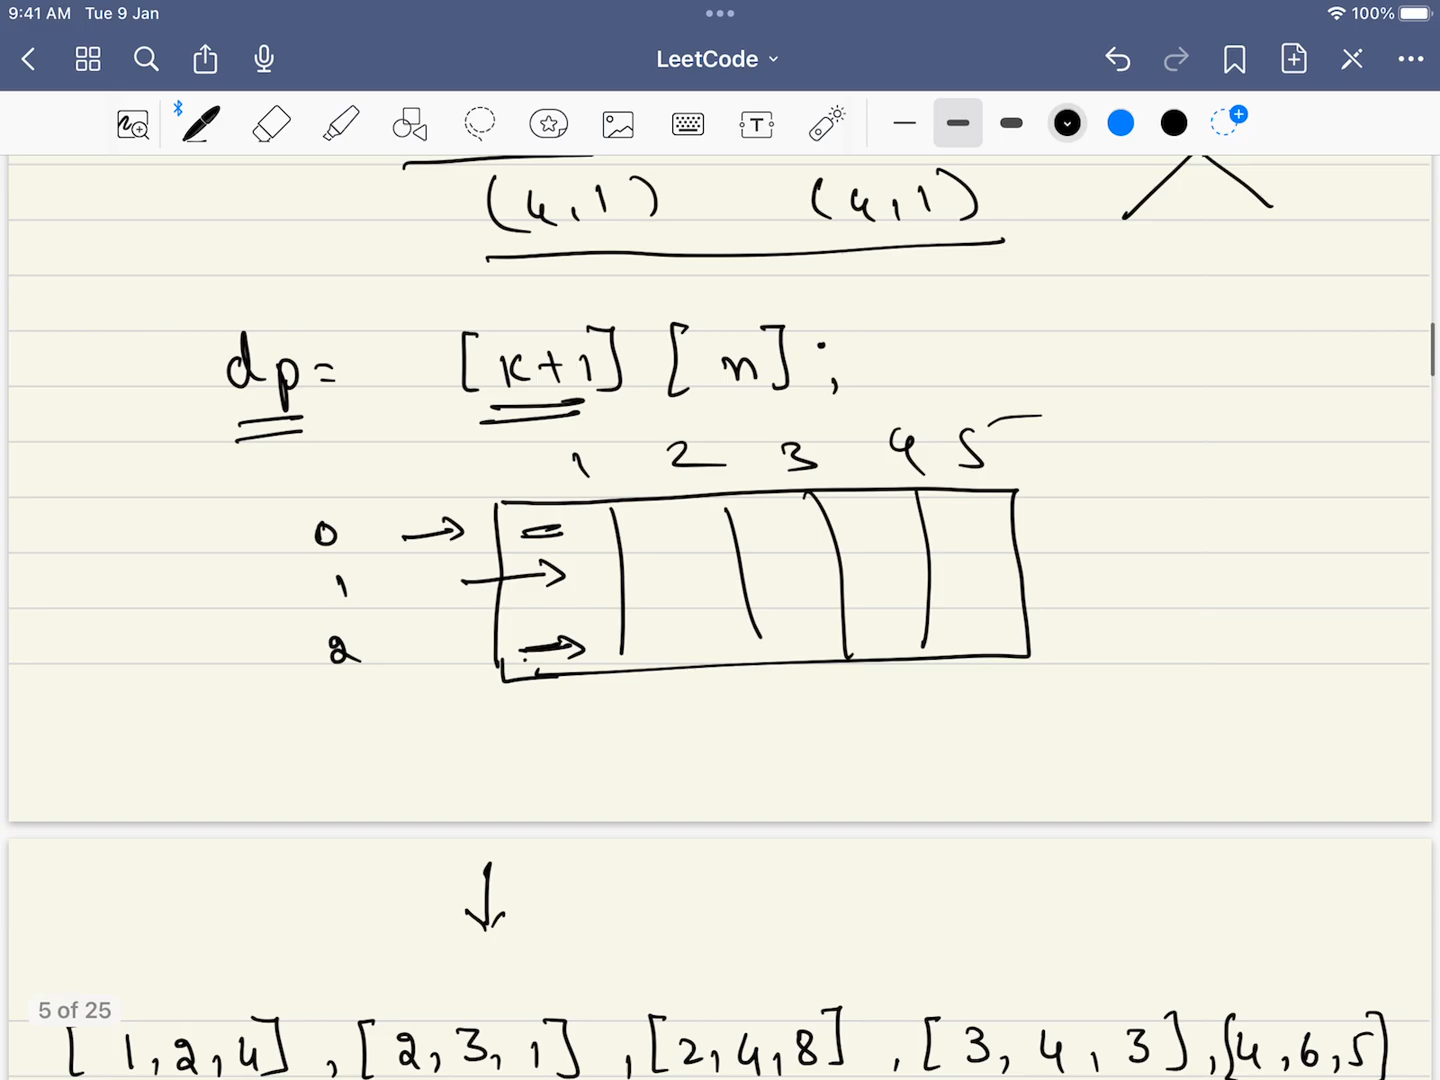 9:41 AM Tue 9 Jan 100%
LeetCode
T
(4,1) (4,1)
dp= [k+1] [n];
1 2 3 4 5
0
1
2
5 of 25
[1,2,4] , [2,3,1] , [2,4,8] , [3,4,3] , [4,6,5]